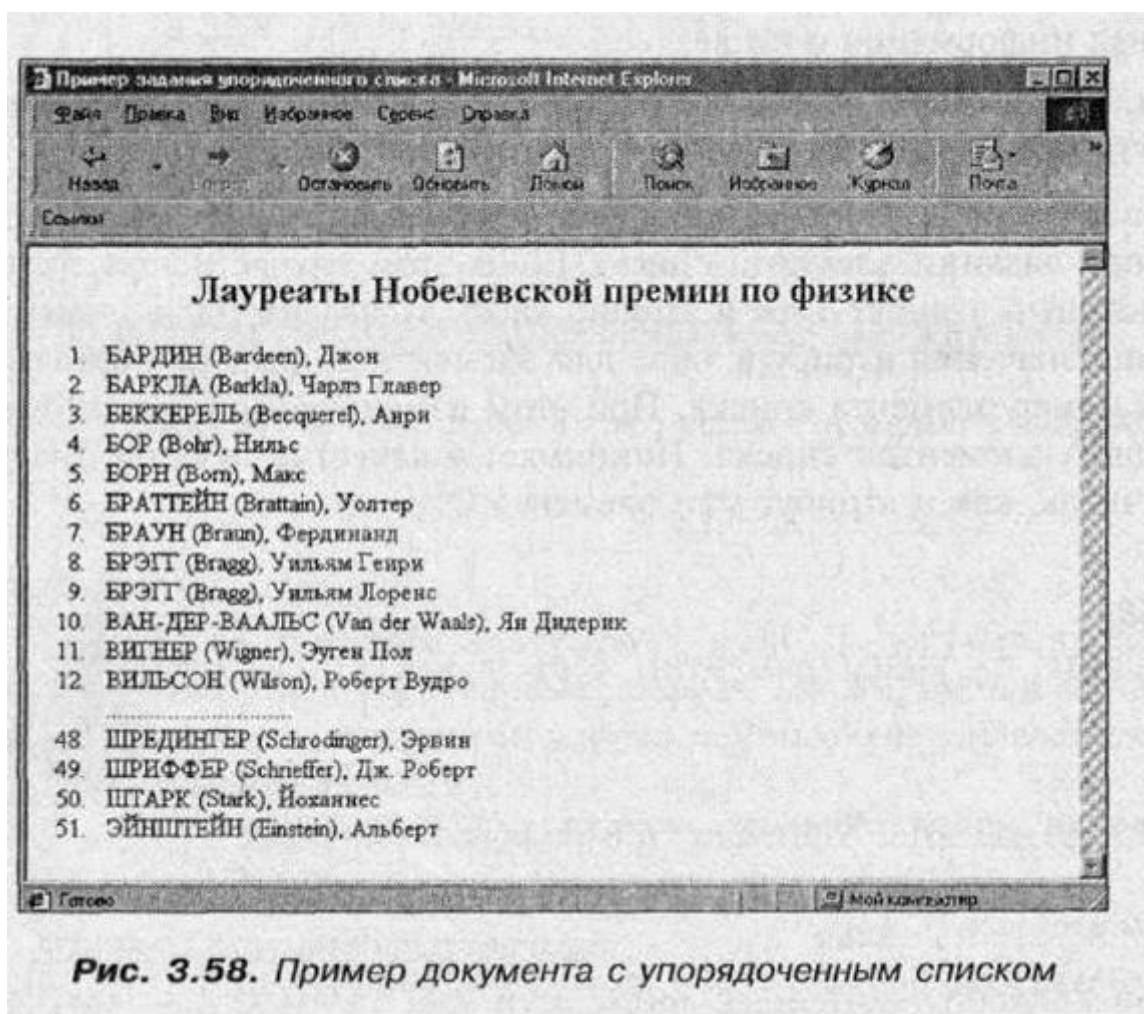 Пример задания упорядоченного списка - Microsoft Internet Explorer
Файл Правка Вид Избранное Сервис Справка
Назад Остановить Обновить Домой Поиск Избранное Журнал Почта
Ссылки
Лауреаты Нобелевской премии по физике
1. БАРДИН (Bardeen), Джон
2. БАРКЛА (Barkla), Чарлз Гловер
3. БЕККЕРЕЛЬ (Becquerel), Анри
4. БОР (Bohr), Нильс
5. БОРН (Born), Макс
6. БРАТТЕЙН (Brattain), Уолтер
7. БРАУН (Braun), Фердинанд
8. БРЭГГ (Bragg), Уильям Генри
9. БРЭГГ (Bragg), Уильям Лоренс
10. ВАН-ДЕР-ВААЛЬС (Van der Waals), Ян Дидерик
11. ВИГНЕР (Wigner), Эуген Пол
12. ВИЛЬСОН (Wilson), Роберт Вудро
................................
48. ШРЕДИНГЕР (Schrodinger), Эрвин
49. ШРИФФЕР (Schrieffer), Дж. Роберт
50. ШТАРК (Stark), Йоханнес
51. ЭЙНШТЕЙН (Einstein), Альберт
Готово Мой компьютер
Рис. 3.58. Пример документа с упорядоченным списком